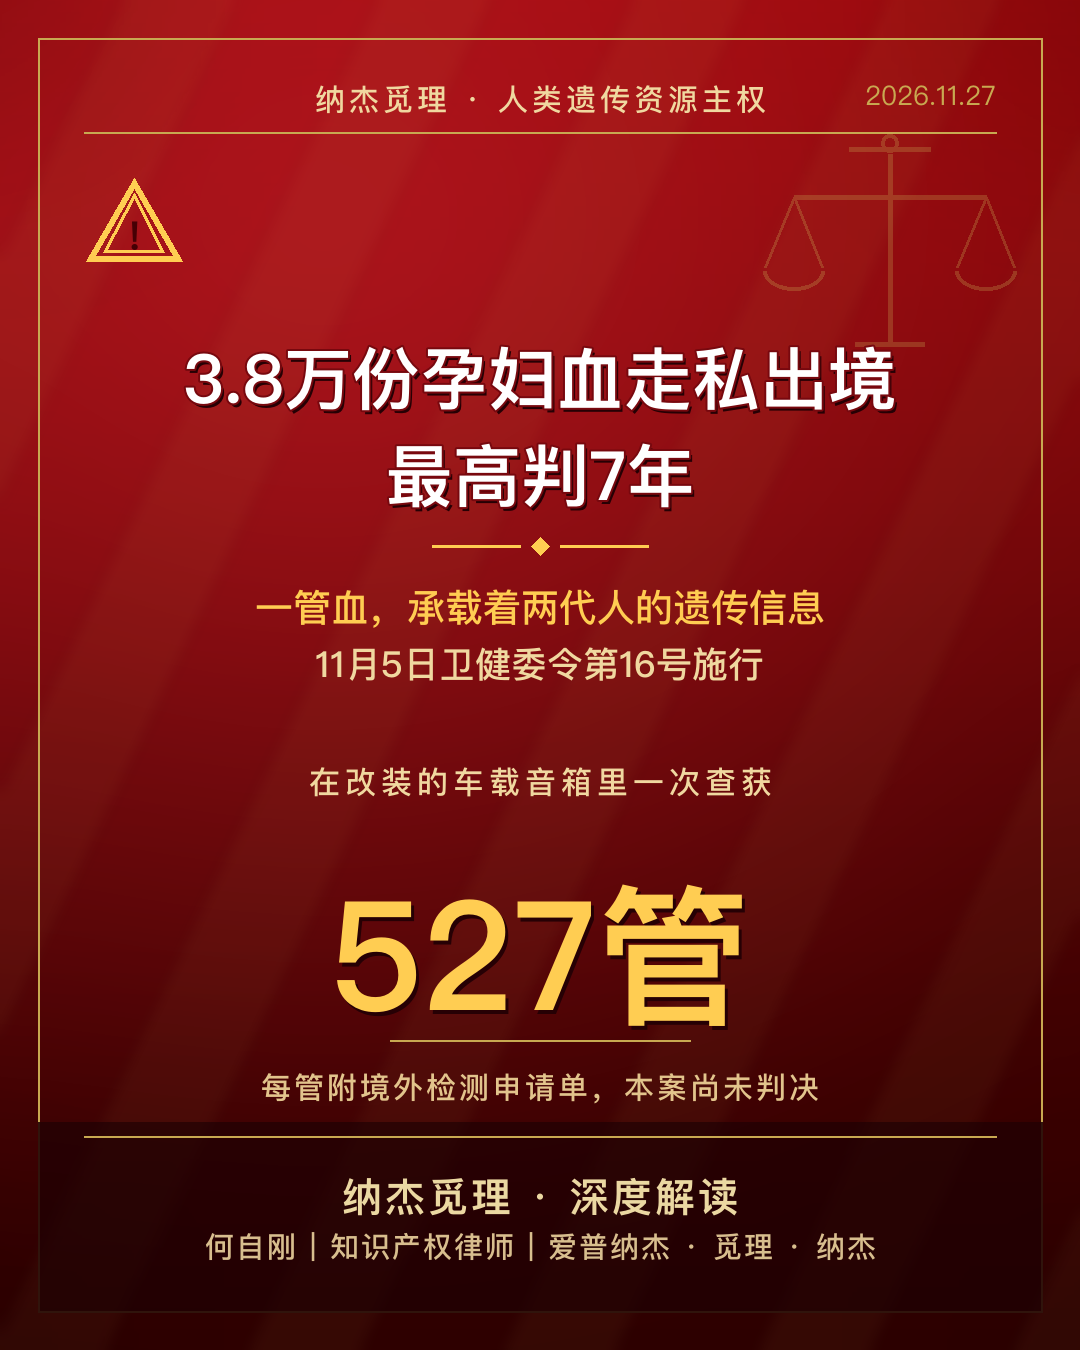 纳杰觅理 · 人类遗传资源主权
2026.11.27
!
3.8万份孕妇血走私出境
最高判7年
一管血，承载着两代人的遗传信息
11月5日卫健委令第16号施行
在改装的车载音箱里一次查获
527管
每管附境外检测申请单，本案尚未判决
纳杰觅理 · 深度解读
何自刚｜知识产权律师｜爱普纳杰 · 觅理 · 纳杰